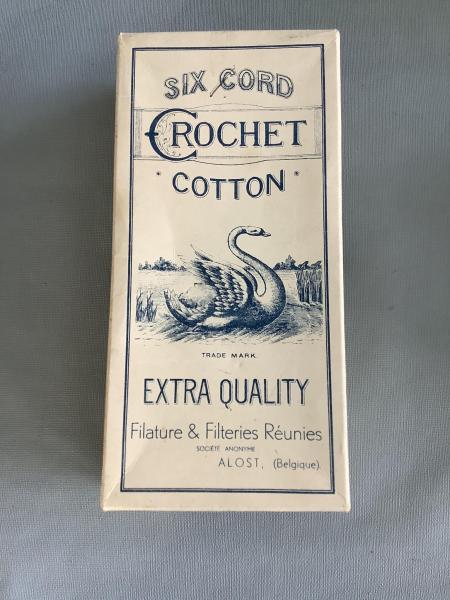 SIX CORD
CROCHET
• COTTON •
TRADE MARK
EXTRA QUALITY
Filature & Filteries Réunies
SOCIÉTÉ ANONYME
ALOST, (Belgique).